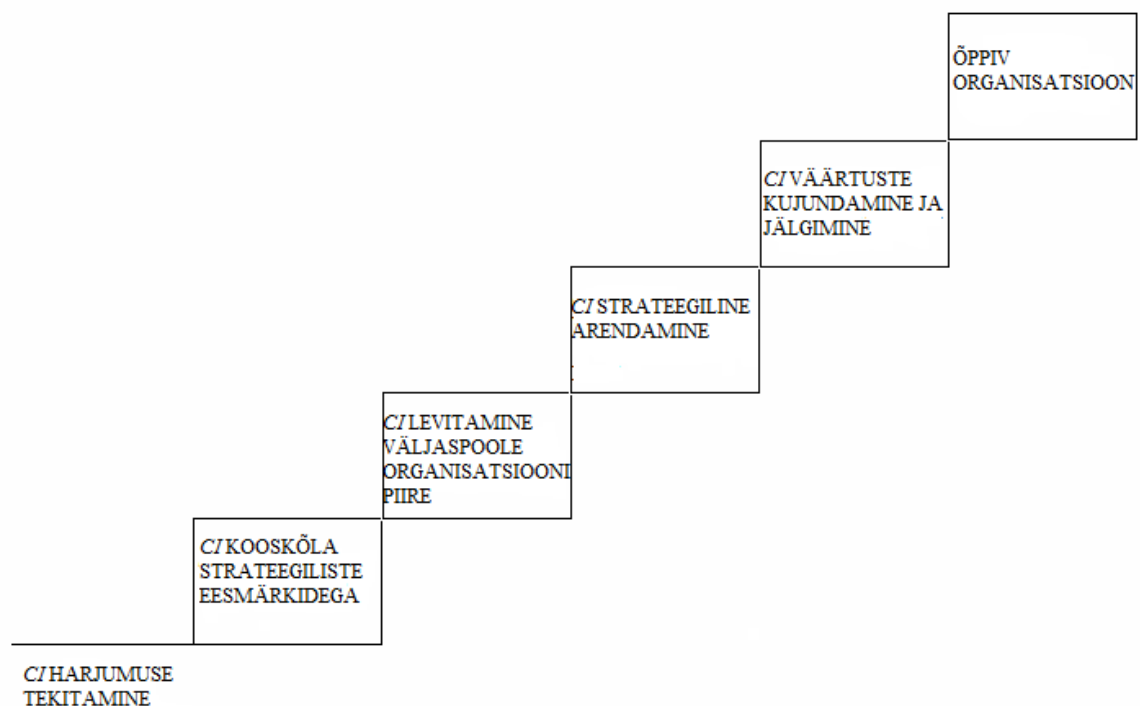 ÕPPIV
ORGANISATSIOON
CI VÄÄRTUSTE
KUJUNDAMINE JA
JÄLGIMINE
CI STRATEEGILINE
ARENDAMINE
CI LEVITAMINE
VÄLJASPOOLE
ORGANISATSIOONI
PIIRE
CI KOOSKÕLA
STRATEEGILISTE
EESMÄRKIDEGA
CI HARJUMUSE
TEKITAMINE